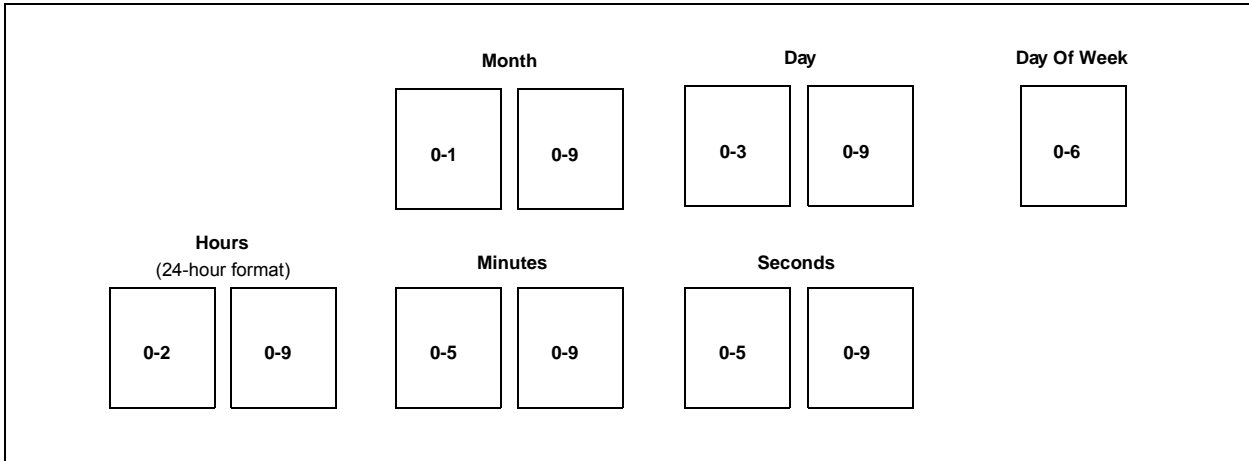 Month Day Day Of Week
0-1 0-9 0-3 0-9 0-6
Hours
(24-hour format) Minutes Seconds
0-2 0-9 0-5 0-9 0-5 0-9